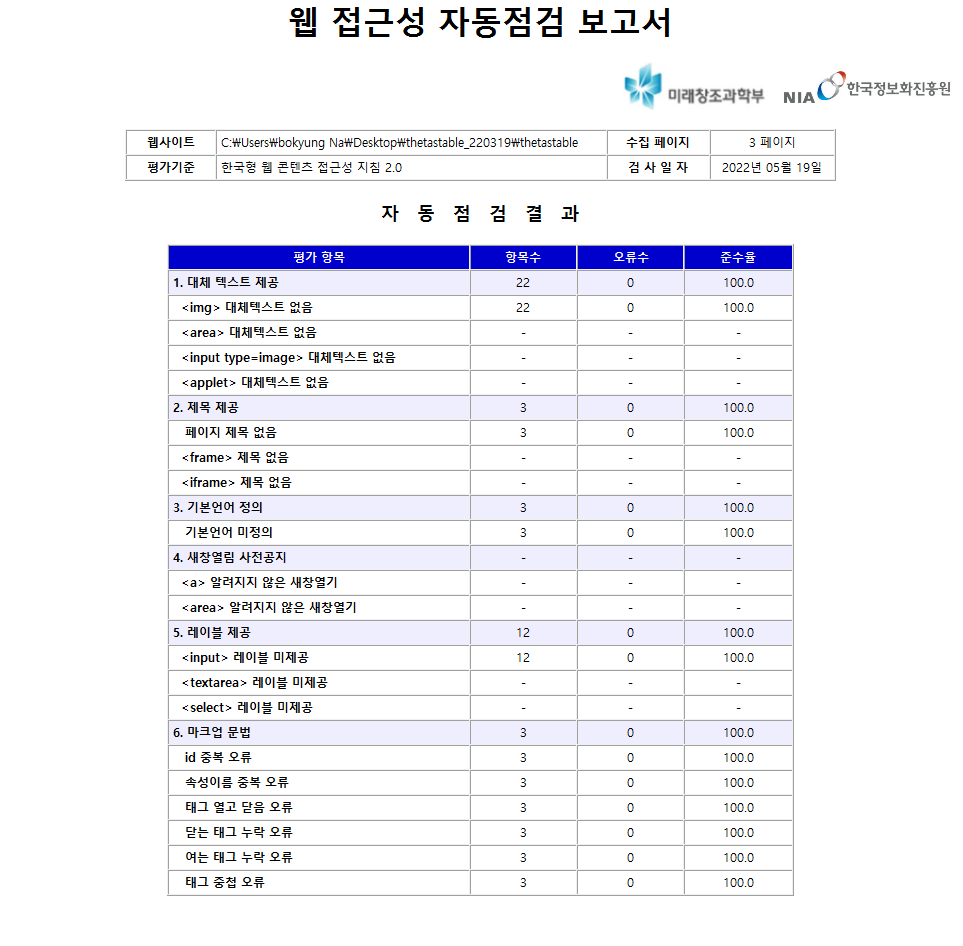 웹 접근성 자동점검 보고서
미래창조과학부 NIA 한국정보화진흥원
웹사이트 C:₩Users₩bokyung Na₩Desktop₩thetastable_220319₩thetastable 수집 페이지 3 페이지
평가기준 한국형 웹 콘텐츠 접근성 지침 2.0 검 사 일 자 2022년 05월 19일
자 동 점 검 결 과
평가 항목 항목수 오류수 준수율
1. 대체 텍스트 제공 22 0 100.0
<img> 대체텍스트 없음 22 0 100.0
<area> 대체텍스트 없음 - - -
<input type=image> 대체텍스트 없음 - - -
<applet> 대체텍스트 없음 - - -
2. 제목 제공 3 0 100.0
페이지 제목 없음 3 0 100.0
<frame> 제목 없음 - - -
<iframe> 제목 없음 - - -
3. 기본언어 정의 3 0 100.0
기본언어 미정의 3 0 100.0
4. 새창열림 사전공지 - - -
<a> 알려지지 않은 새창열기 - - -
<area> 알려지지 않은 새창열기 - - -
5. 레이블 제공 12 0 100.0
<input> 레이블 미제공 12 0 100.0
<textarea> 레이블 미제공 - - -
<select> 레이블 미제공 - - -
6. 마크업 문법 3 0 100.0
id 중복 오류 3 0 100.0
속성이름 중복 오류 3 0 100.0
태그 열고 닫음 오류 3 0 100.0
닫는 태그 누락 오류 3 0 100.0
여는 태그 누락 오류 3 0 100.0
태그 중첩 오류 3 0 100.0